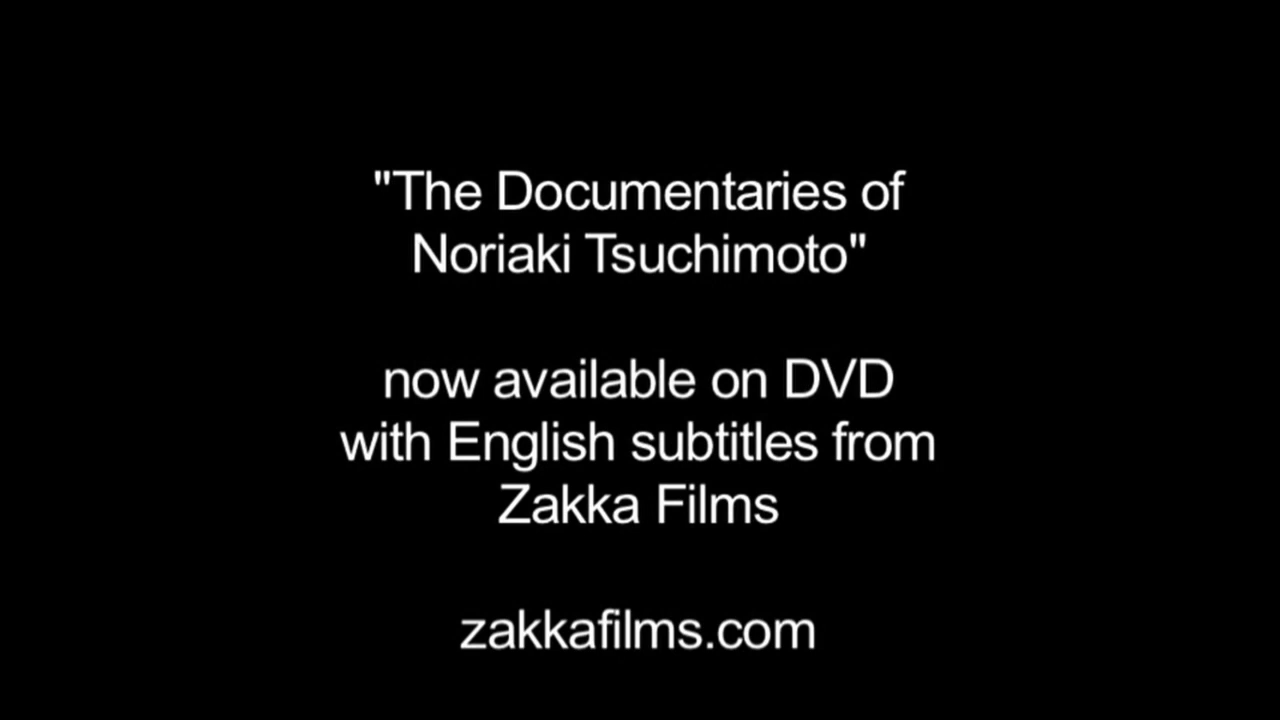 "The Documentaries of
Noriaki Tsuchimoto"
now available on DVD
with English subtitles from
Zakka Films
zakkafilms.com